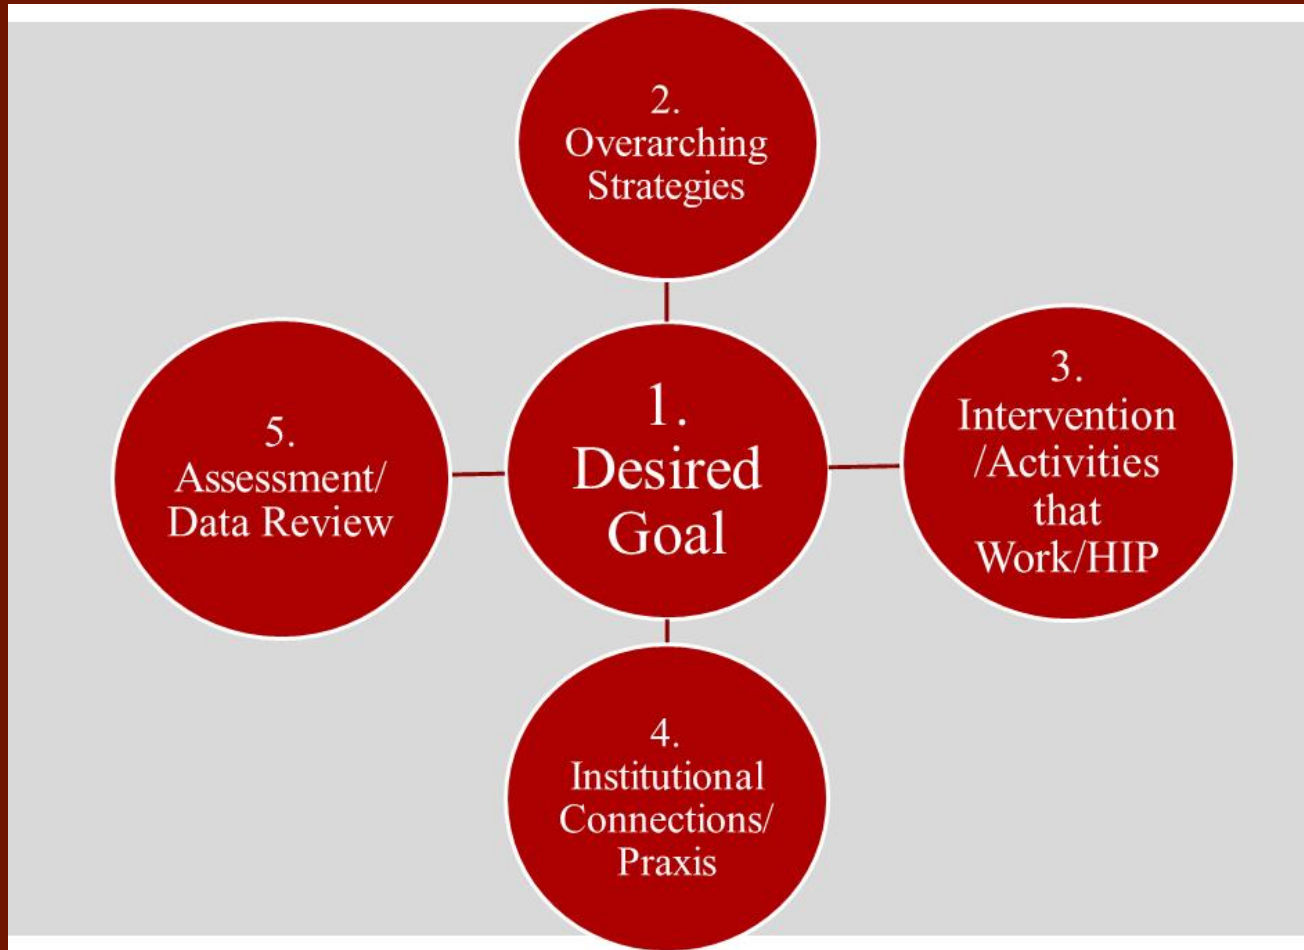 1.
Desired
Goal
2.
Overarching
Strategies
3.
Intervention
/Activities
that
Work/HIP
4.
Institutional
Connections/
Praxis
5.
Assessment/
Data Review